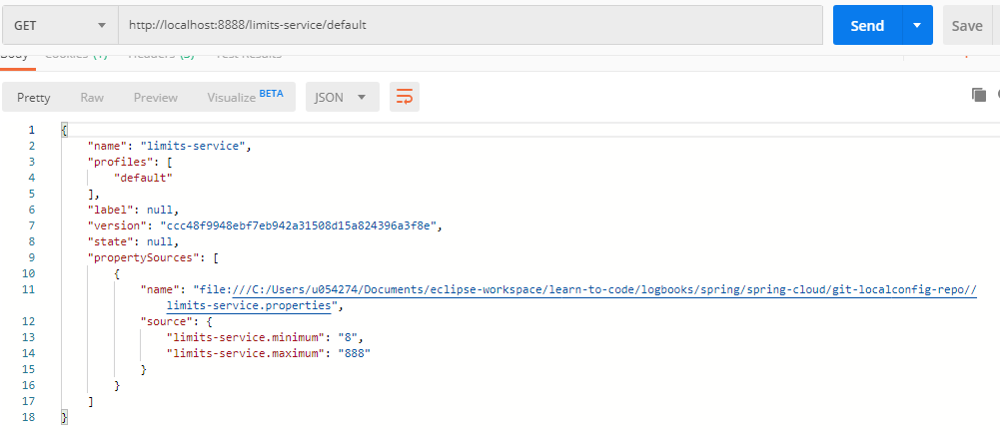 GET http://localhost:8888/limits-service/default Send Save
Body Cookies (1) Headers (3) Test Results
Pretty Raw Preview Visualize BETA JSON
1 {
2 "name": "limits-service",
3 "profiles": [
4 "default"
5 ],
6 "label": null,
7 "version": "ccc48f9948ebf7eb942a31508d15a824396a3f8e",
8 "state": null,
9 "propertySources": [
10 {
11 "name": "file:///C:/Users/u054274/Documents/eclipse-workspace/learn-to-code/logbooks/spring/spring-cloud/git-localconfig-repo//
limits-service.properties",
12 "source": {
13 "limits-service.minimum": "8",
14 "limits-service.maximum": "888"
15 }
16 }
17 ]
18 }